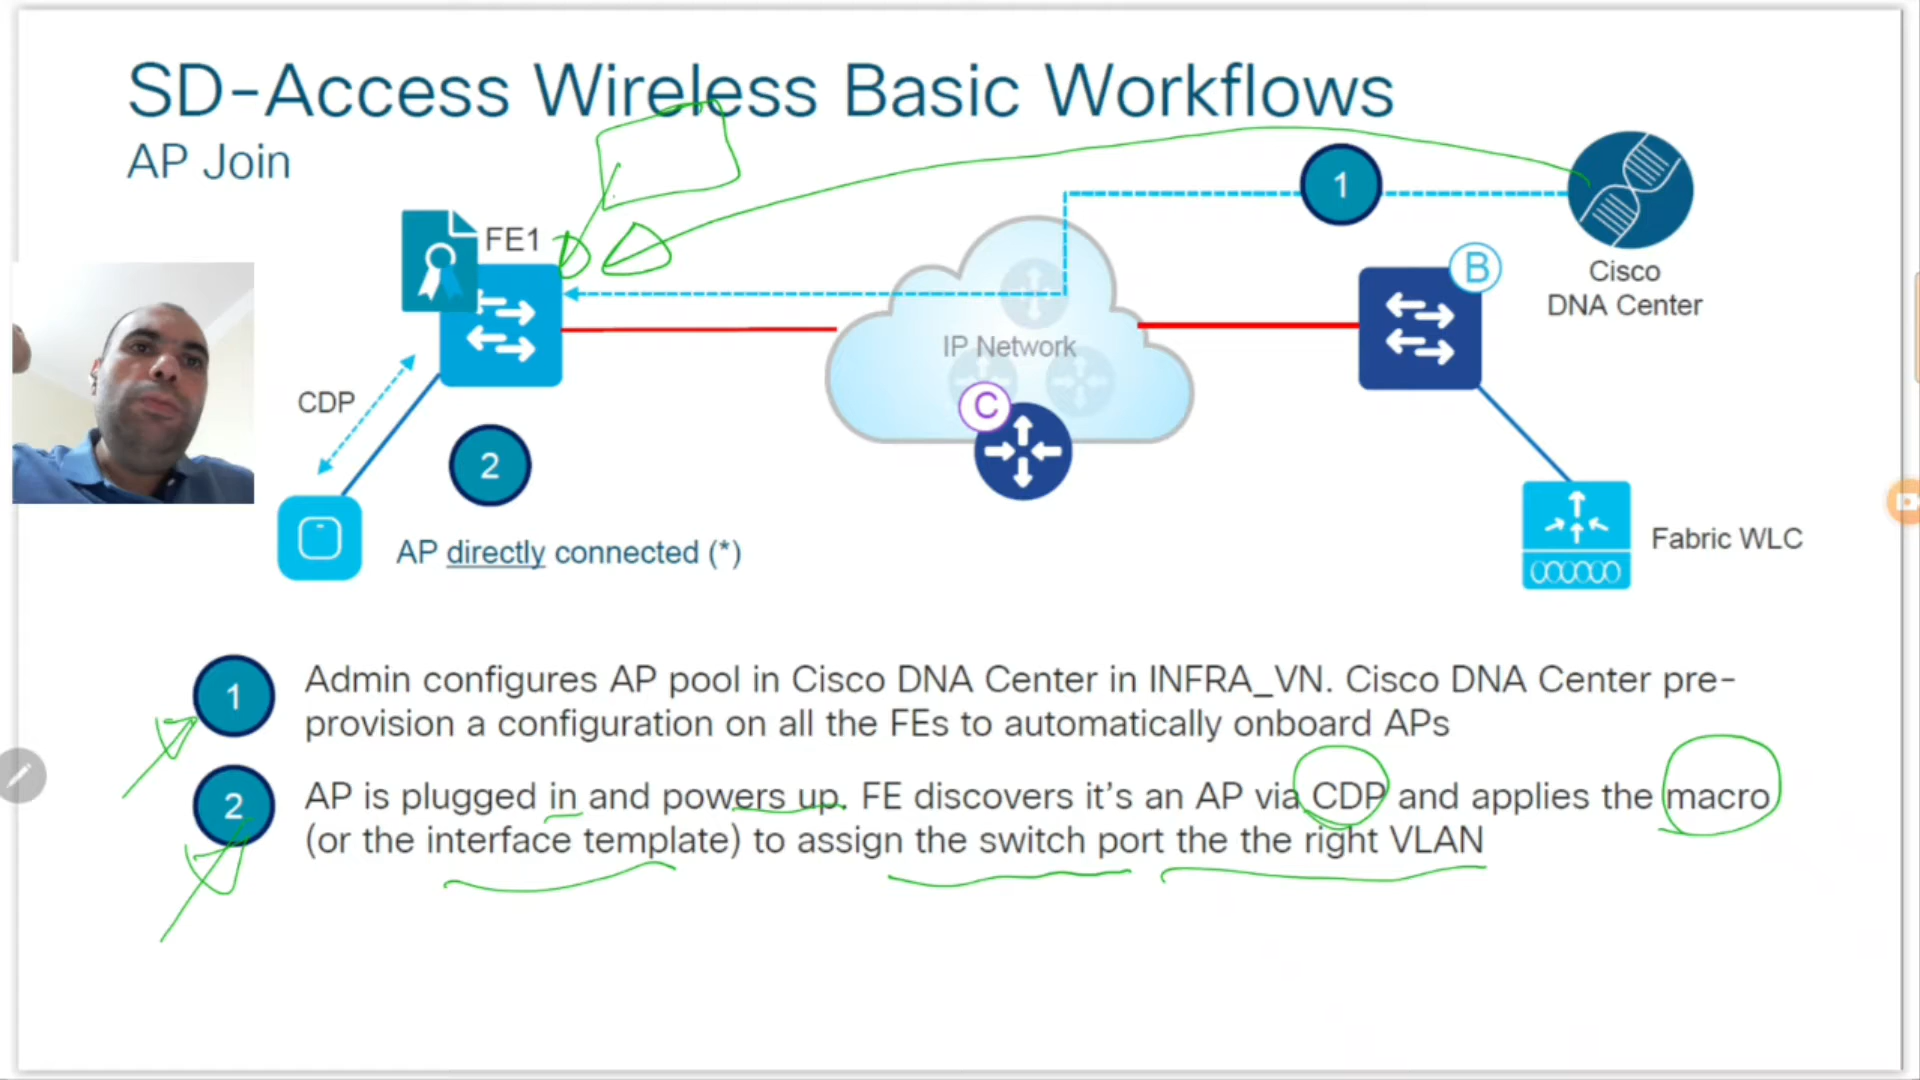 SD-Access Wireless Basic Workflows
AP Join
1
FE1
B
Cisco
DNA Center
IP Network
CDP
C
2
AP directly connected (*)
Fabric WLC
1
Admin configures AP pool in Cisco DNA Center in INFRA_VN. Cisco DNA Center pre-
provision a configuration on all the FEs to automatically onboard APs
2
AP is plugged in and powers up. FE discovers it's an AP via CDP and applies the macro
(or the interface template) to assign the switch port the the right VLAN